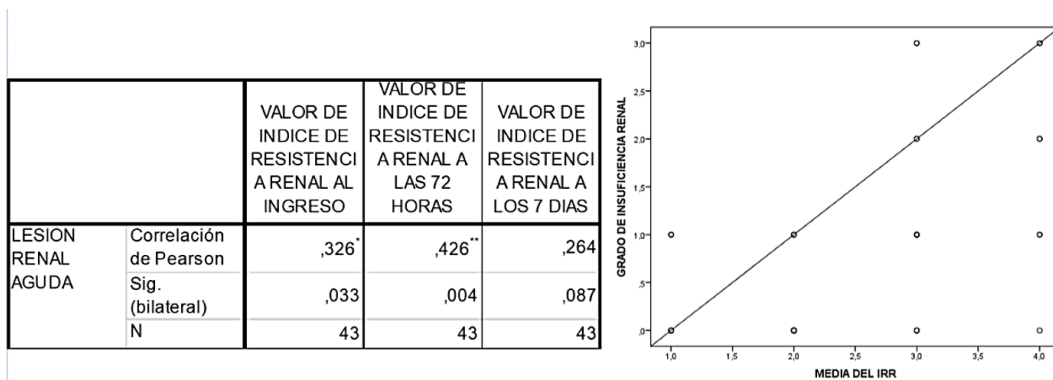 VALOR DE
INDICE DE
RESISTENCI
A RENAL AL
INGRESO
VALOR DE
INDICE DE
RESISTENCI
A RENAL A
LAS 72
HORAS
VALOR DE
INDICE DE
RESISTENCI
A RENAL A
LOS 7 DIAS
LESION
RENAL
AGUDA
Correlación
de Pearson
,326*
,426**
,264
Sig.
(bilateral)
,033
,004
,087
N
43
43
43
GRADO DE INSUFICIENCIA RENAL
3,0
2,5
2,0
1,5
1,0
,5
,0
1,0
1,5
2,0
2,5
3,0
3,5
4,0
MEDIA DEL IRR